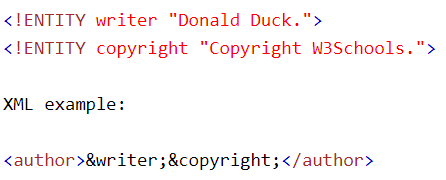 <!ENTITY writer "Donald Duck.">
<!ENTITY copyright "Copyright W3Schools.">
XML example:
<author>&writer;&copyright;</author>